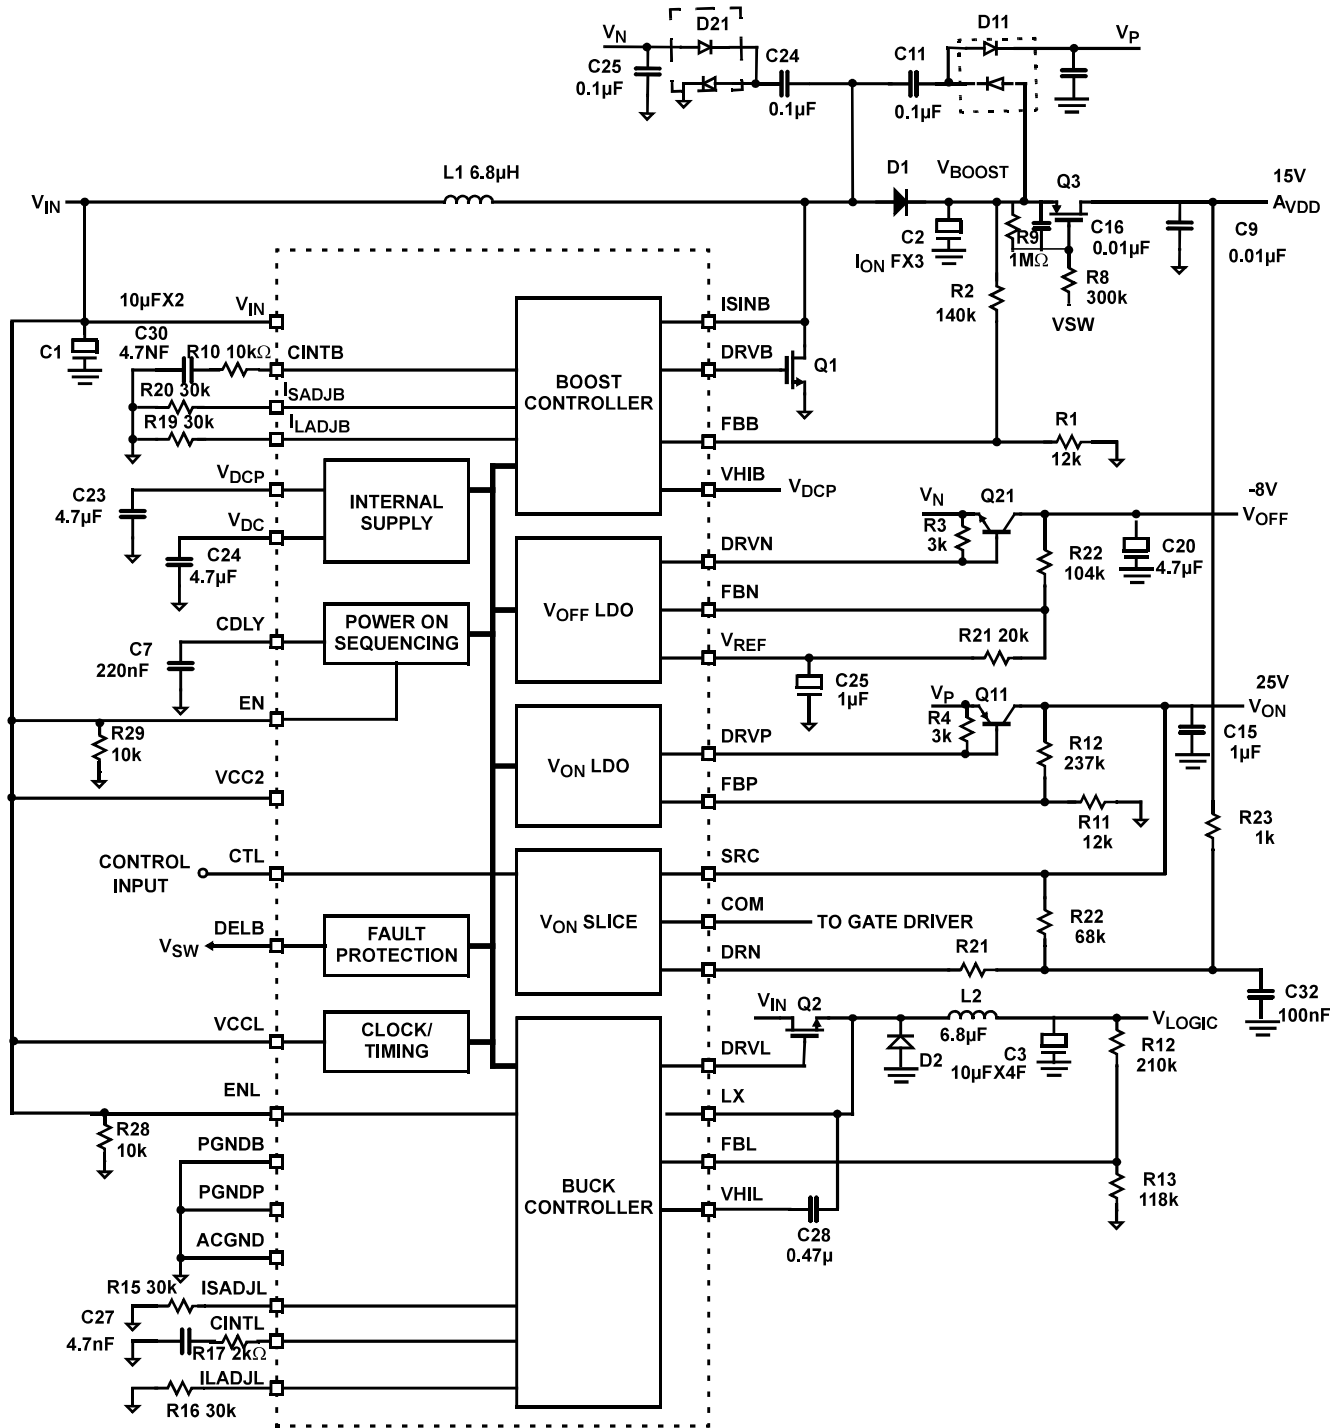 D21
D11
VN
VP
C25
0.1µF
C24
0.1µF
C11
0.1µF
L1 6.8µH
VIN
D1
VBOOST
Q3
15V
AVDD
C2
ION FX3
R9
1MΩ
C16
0.01µF
C9
0.01µF
R8
300k
VSW
R2
140k
10µFX2
VIN
C1
C30
4.7NF
R10 10kΩ
CINTB
R20 30k
ISADJB
R19 30k
ILADJB
BOOST
CONTROLLER
ISINB
DRVB
Q1
FBB
R1
12k
VHIB
VDCP
VDCP
C23
4.7µF
VDC
C24
4.7µF
INTERNAL
SUPPLY
VN
Q21
-8V
VOFF
R3
3k
DRVN
R22
104k
C20
4.7µF
VOFF LDO
FBN
VREF
R21 20k
C25
1µF
CDLY
POWER ON
SEQUENCING
C7
220nF
EN
R29
10k
VP
Q11
25V
VON
R4
3k
DRVP
R12
237k
C15
1µF
VON LDO
FBP
R11
12k
R23
1k
VCC2
CONTROL
INPUT
CTL
SRC
VON SLICE
COM
TO GATE DRIVER
R22
68k
DELB
VSW
FAULT
PROTECTION
DRN
R21
C32
100nF
VIN
Q2
L2
6.8µF
VLOGIC
VCCL
CLOCK/
TIMING
DRVL
D2
C3
10µFX4F
R12
210k
ENL
LX
R28
10k
PGNDB
FBL
BUCK
CONTROLLER
R13
118k
PGNDP
VHIL
C28
0.47µ
ACGND
R15 30k
ISADJL
C27
4.7nF
CINTL
R17 2kΩ
ILADJL
R16 30k